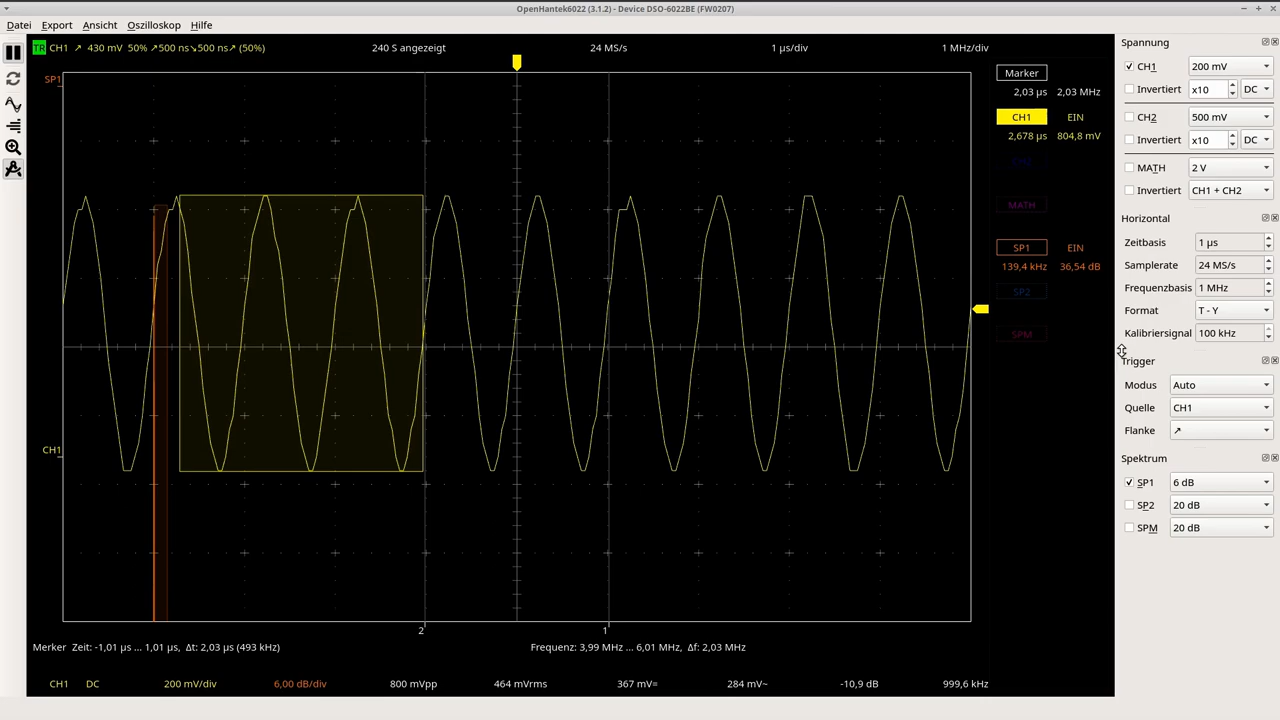 OpenHantek6022 (3.1.2) - Device DSO-6022BE (FW0207)
Datei Export Ansicht Oszilloskop Hilfe
TR CH1 ↗ 430 mV 50% ↗500 ns↘500 ns↗ (50%) 240 S angezeigt 24 MS/s 1 µs/div 1 MHz/div
SP1
CH1
Marker
2,03 µs 2,03 MHz
CH1 EIN
2,678 µs 804,8 mV
CH2
MATH
SP1 EIN
139,4 kHz 36,54 dB
SP2
SPM
2 1
Merker Zeit: -1,01 µs ... 1,01 µs, Δt: 2,03 µs (493 kHz) Frequenz: 3,99 MHz ... 6,01 MHz, Δf: 2,03 MHz
CH1 DC 200 mV/div 6,00 dB/div 800 mVpp 464 mVrms 367 mV= 284 mV~ -10,9 dB 999,6 kHz
Spannung
CH1 200 mV
Invertiert x10 DC
CH2 500 mV
Invertiert x10 DC
MATH 2 V
Invertiert CH1 + CH2
Horizontal
Zeitbasis 1 µs
Samplerate 24 MS/s
Frequenzbasis 1 MHz
Format T - Y
Kalibriersignal 100 kHz
Trigger
Modus Auto
Quelle CH1
Flanke ↗
Spektrum
SP1 6 dB
SP2 20 dB
SPM 20 dB